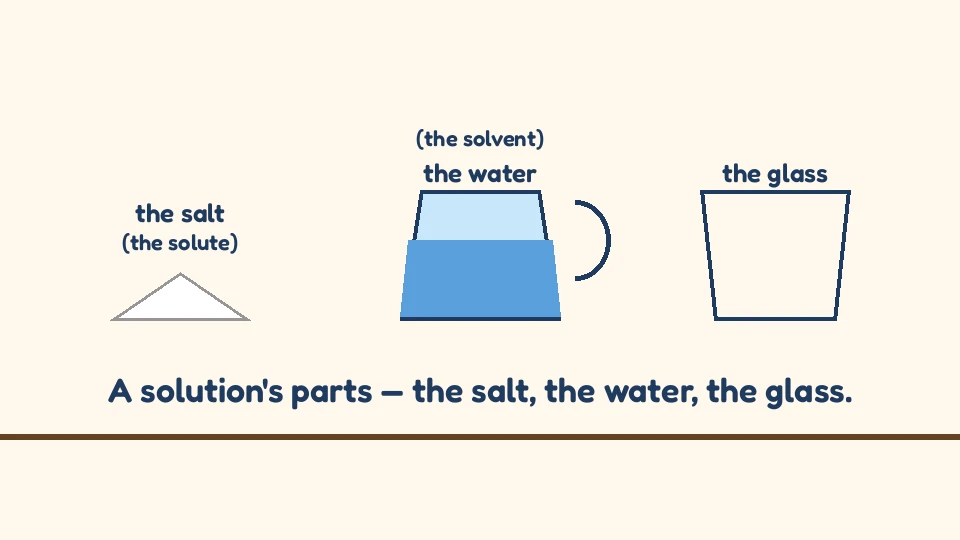 (the solvent)
the water
the glass
the salt
(the solute)
A solution's parts — the salt, the water, the glass.